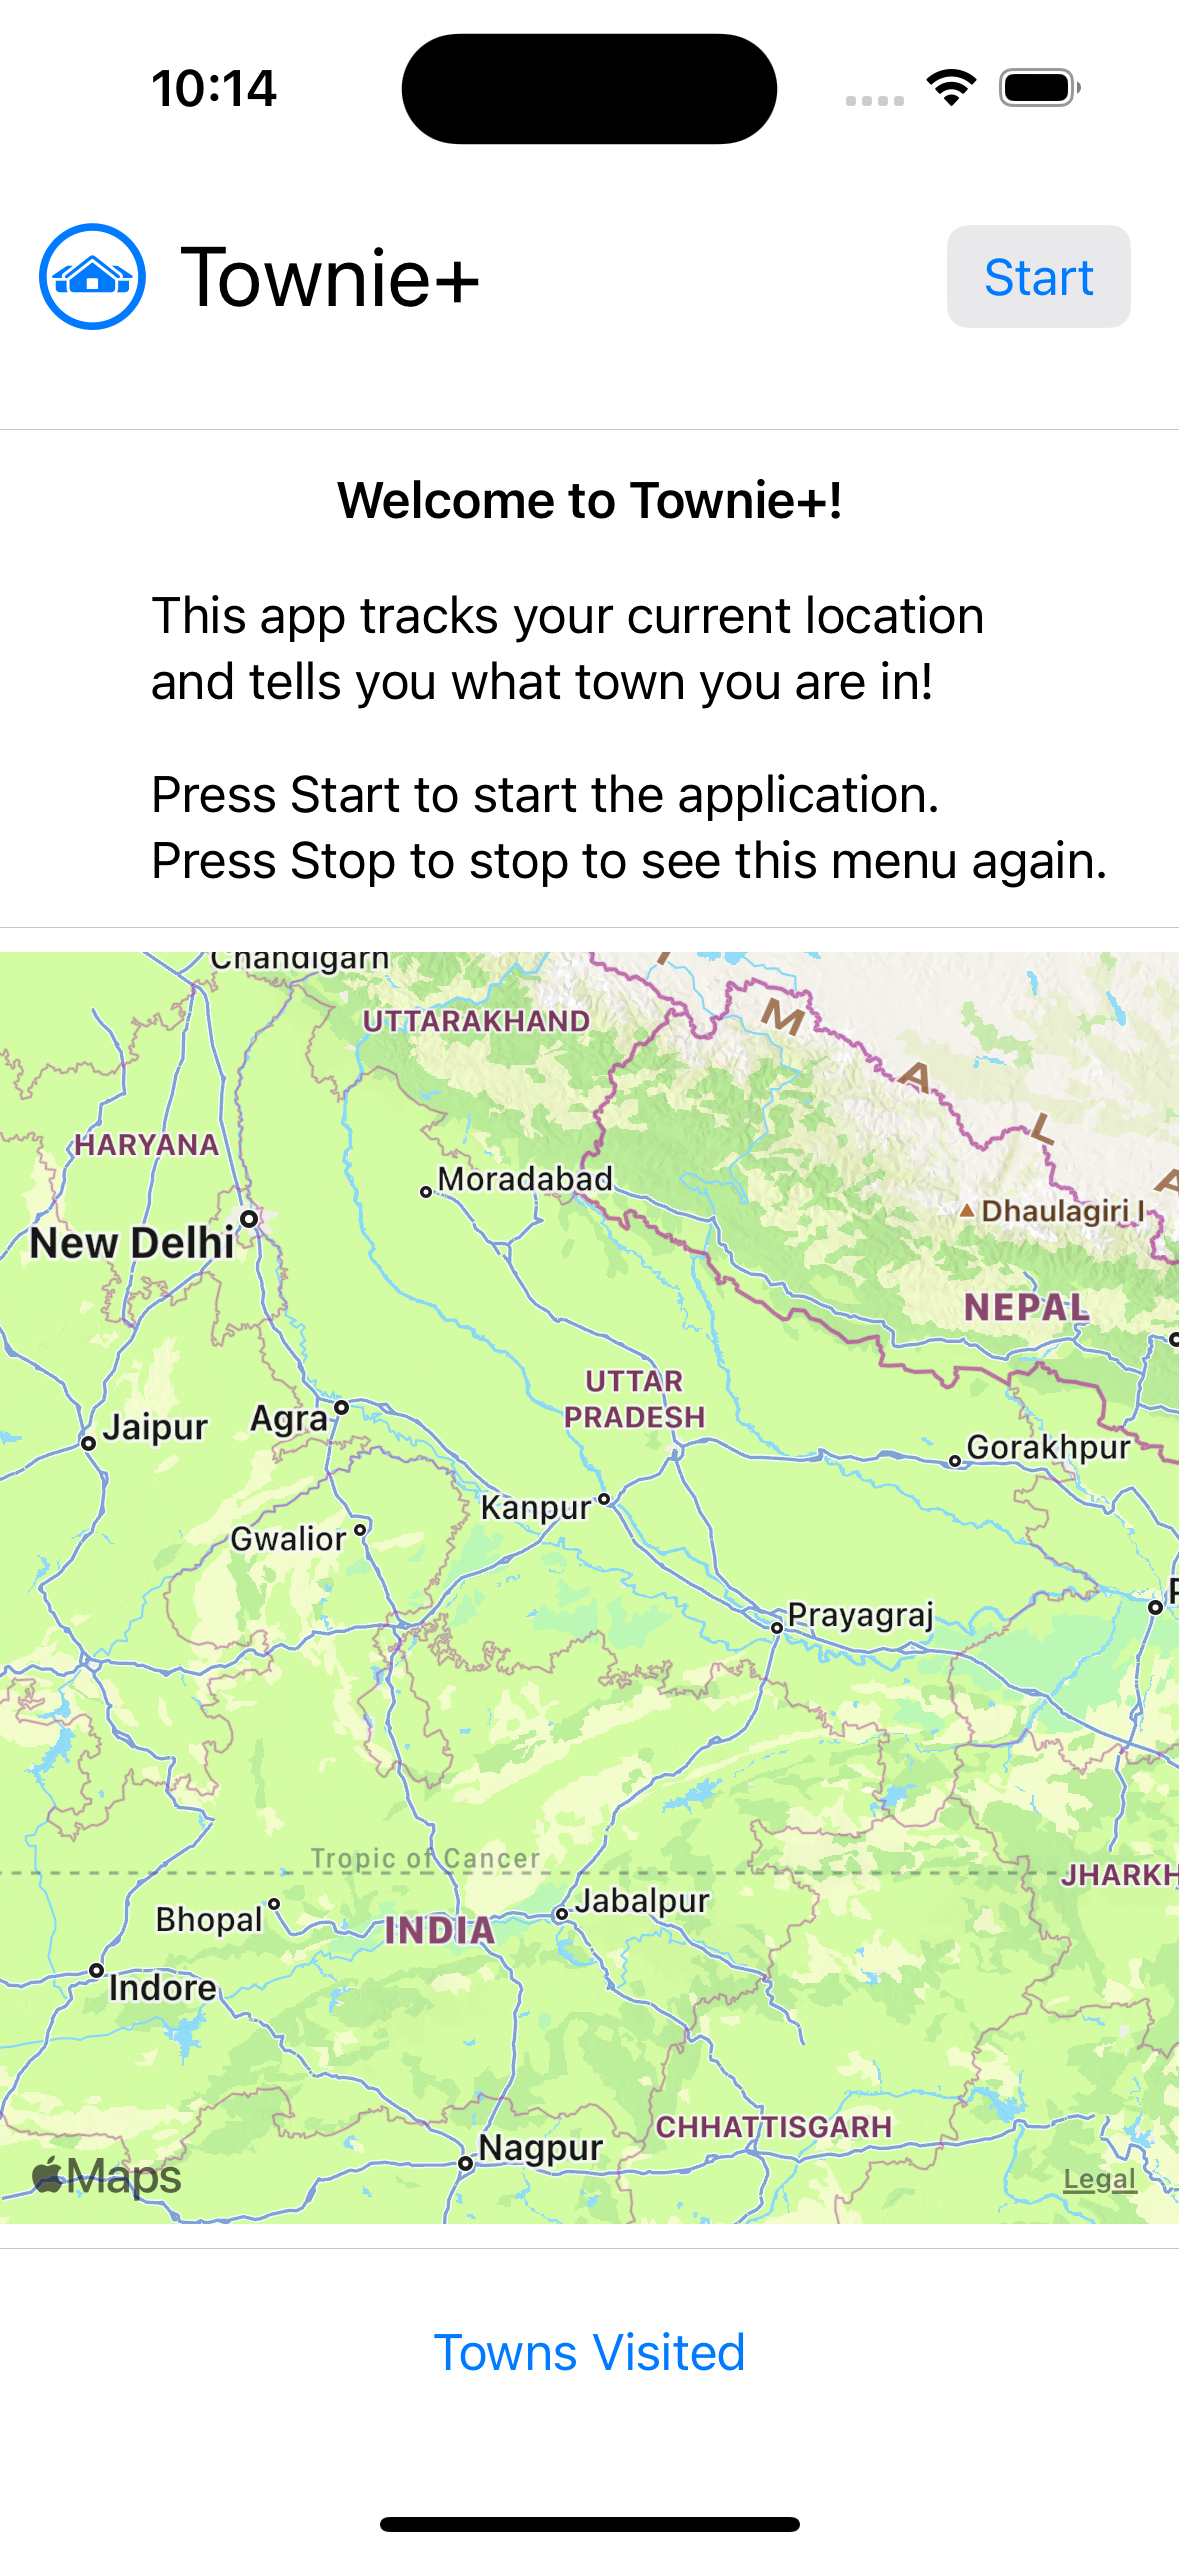 10:14
Townie+
Start
Welcome to Townie+!
This app tracks your current location
and tells you what town you are in!
Press Start to start the application.
Press Stop to stop to see this menu again.
Chandigarh
UTTARAKHAND
M
A
L
A
HARYANA
Moradabad
Dhaulagiri I
New Delhi
NEPAL
UTTAR
PRADESH
Jaipur
Agra
Gorakhpur
Kanpur
Gwalior
Prayagraj
Tropic of Cancer
JHARKH
Bhopal
INDIA
Jabalpur
Indore
CHHATTISGARH
Nagpur
Maps
Legal
Towns Visited